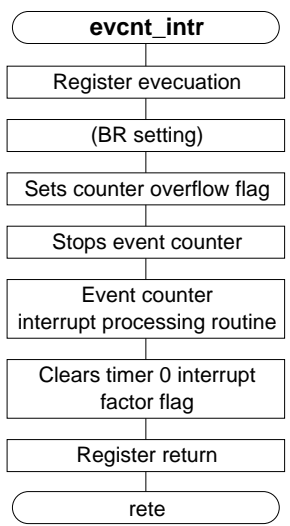 evcnt_intr
Register evecuation
(BR setting)
Sets counter overflow flag
Stops event counter
Event counter
interrupt processing routine
Clears timer 0 interrupt
factor flag
Register return
rete